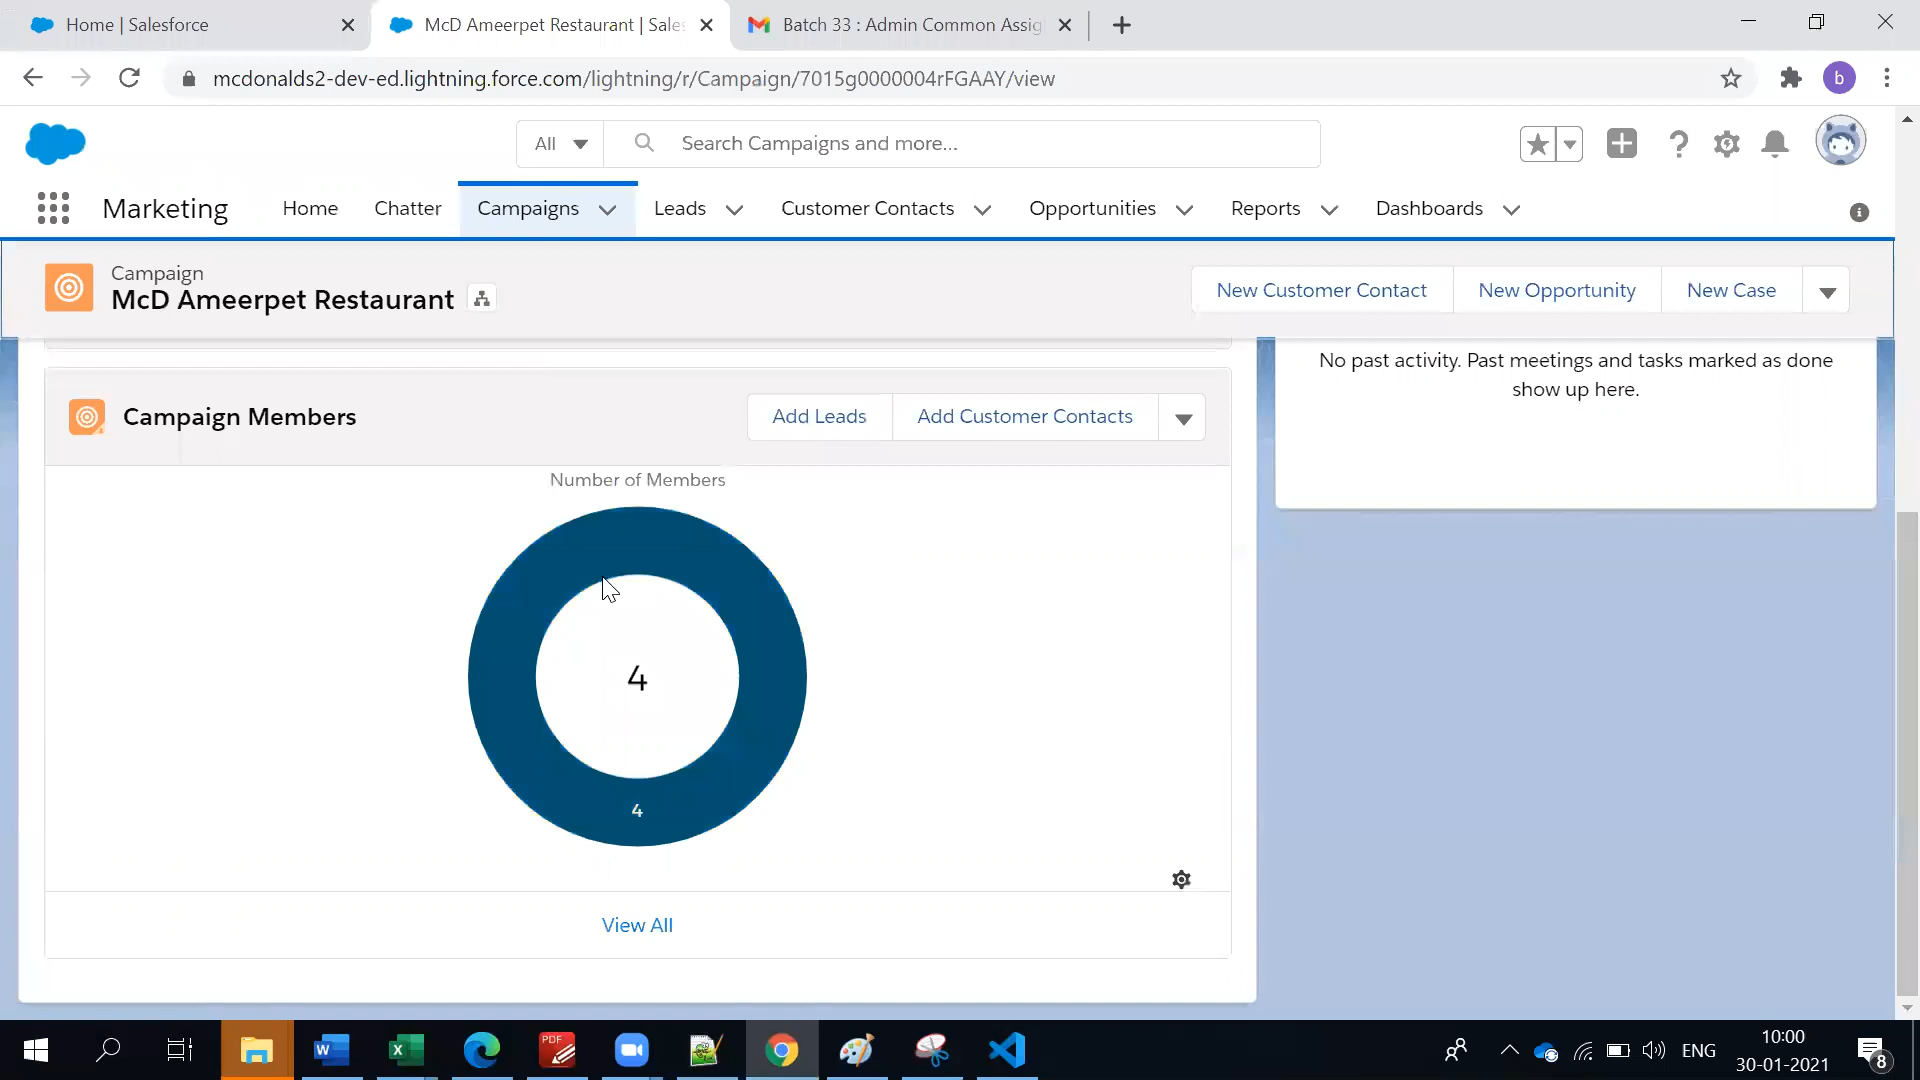 Home | Salesforce
McD Ameerpet Restaurant | Sales
Batch 33 : Admin Common Assig
mcdonalds2-dev-ed.lightning.force.com/lightning/r/Campaign/7015g0000004rFGAAY/view
b
All
Search Campaigns and more...
Marketing
Home
Chatter
Campaigns
Leads
Customer Contacts
Opportunities
Reports
Dashboards
Campaign
McD Ameerpet Restaurant
New Customer Contact
New Opportunity
New Case
No past activity. Past meetings and tasks marked as done
show up here.
Campaign Members
Add Leads
Add Customer Contacts
Number of Members
4
4
View All
PDF
ENG
10:00
30-01-2021
8